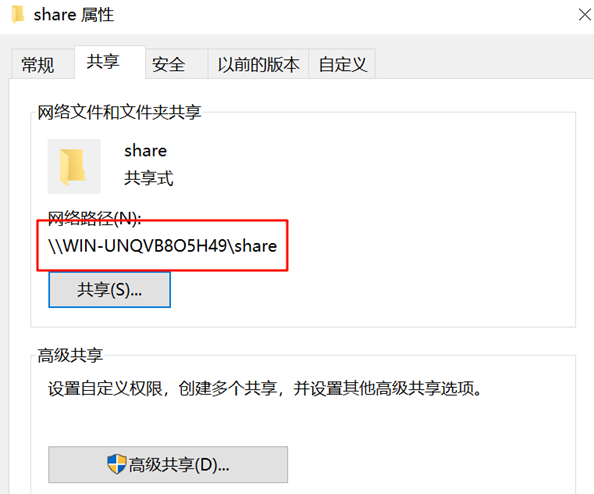 share 属性
常规 共享 安全 以前的版本 自定义
网络文件和文件夹共享
share
共享式
网络路径(N):
\\WIN-UNQVB8O5H49\share
共享(S)...
高级共享
设置自定义权限，创建多个共享，并设置其他高级共享选项。
高级共享(D)...